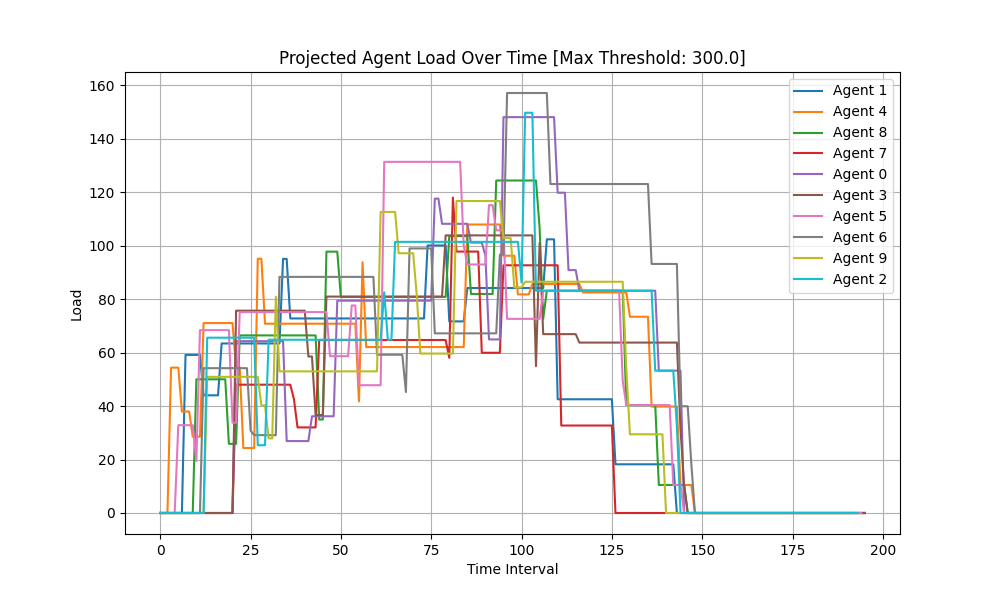 Projected Agent Load Over Time [Max Threshold: 300.0]
160
140
120
100
80
60
40
20
0
Load
0
25
50
75
100
125
150
175
200
Time Interval
Agent 1
Agent 4
Agent 8
Agent 7
Agent 0
Agent 3
Agent 5
Agent 6
Agent 9
Agent 2